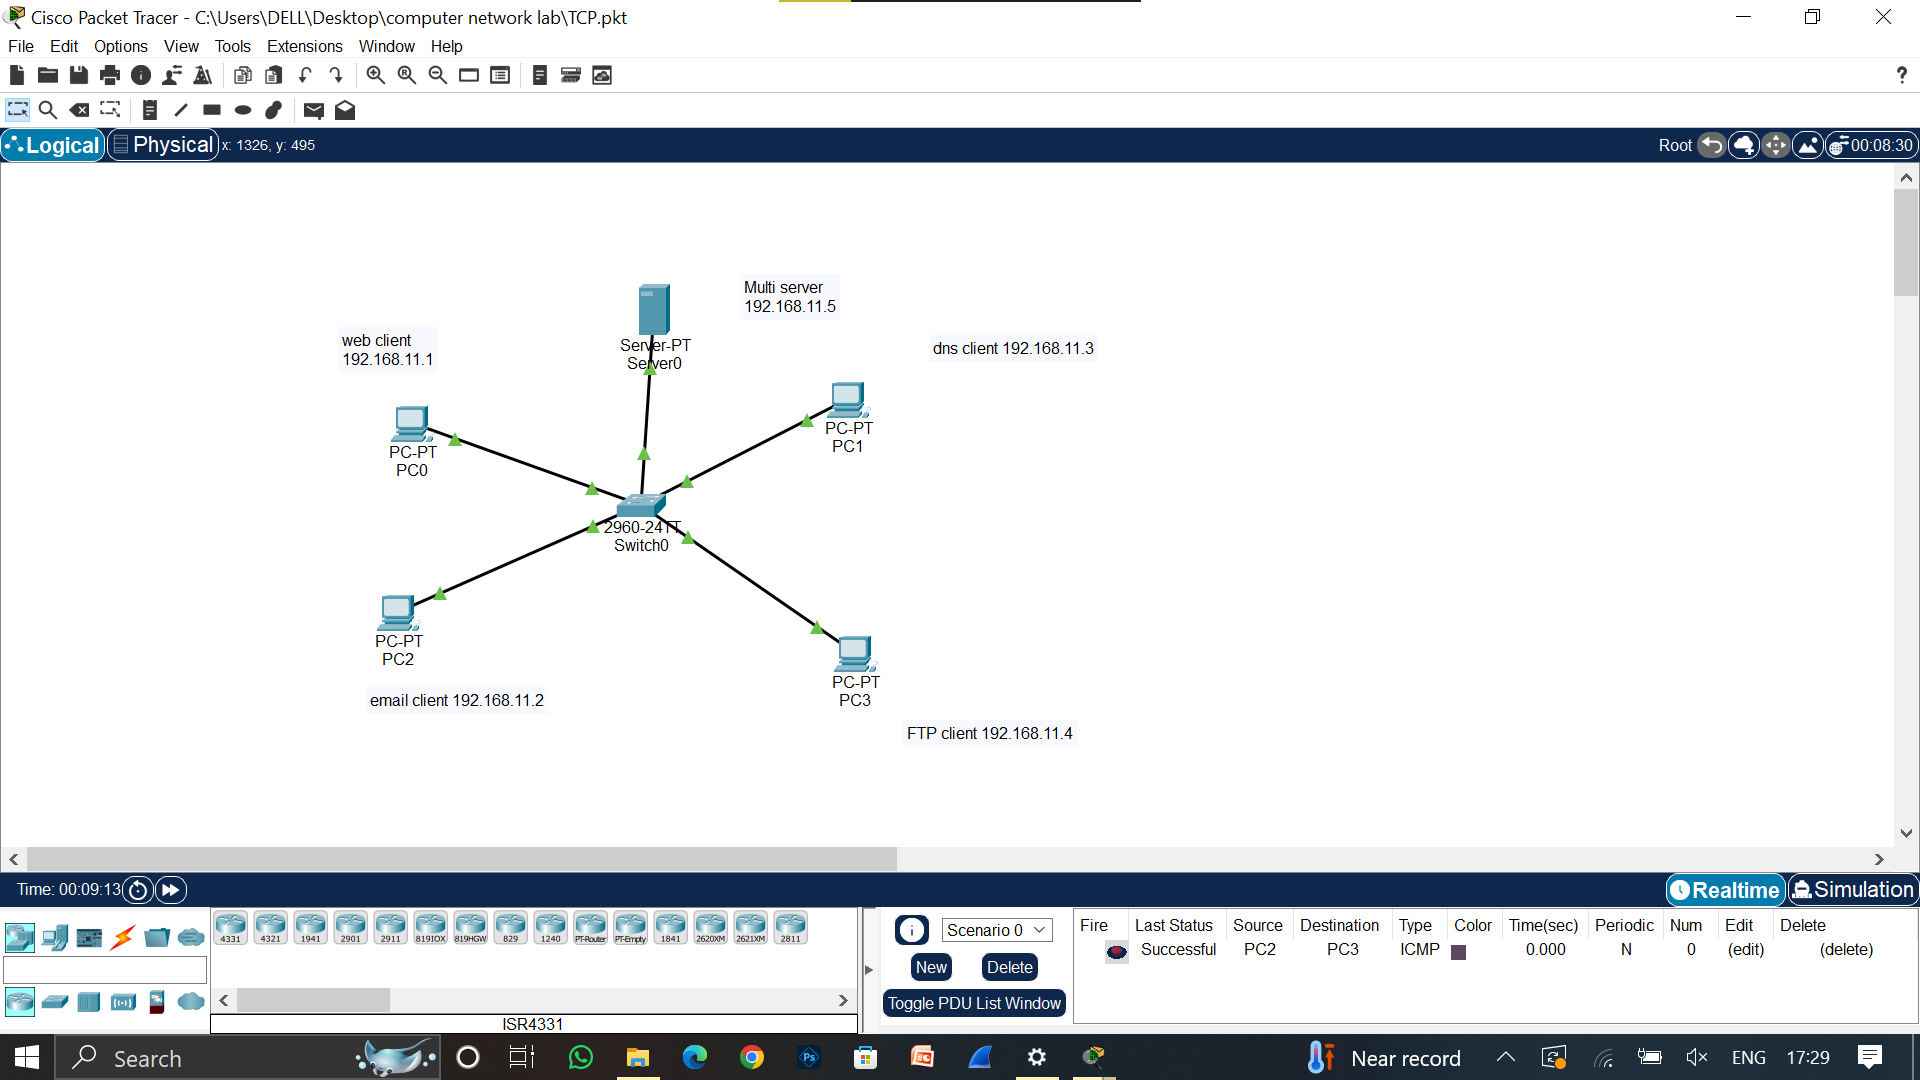 Cisco Packet Tracer - C:\Users\DELL\Desktop\computer network lab\TCP.pkt
File Edit Options View Tools Extensions Window Help
?
Logical Physical x: 1326, y: 495 Root 00:08:30
Multi server
192.168.11.5
web client
192.168.11.1
Server-PT
Server0
dns client 192.168.11.3
PC-PT
PC1
PC-PT
PC0
2960-24TT
Switch0
PC-PT
PC2
PC-PT
PC3
email client 192.168.11.2
FTP client 192.168.11.4
Time: 00:09:13 Realtime Simulation
4331 4321 1941 2901 2911 819IOX 819HGW 829 1240 PT-Router PT-Empty 1841 2620XM 2621XM 2811
ISR4331
Scenario 0
New Delete
Toggle PDU List Window
Fire Last Status Source Destination Type Color Time(sec) Periodic Num Edit Delete
Successful PC2 PC3 ICMP 0.000 N 0 (edit) (delete)
Search Ps Near record ENG 17:29